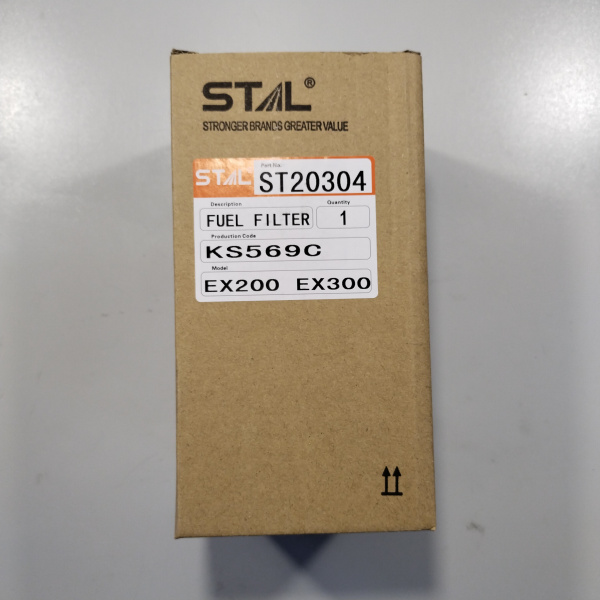 STAL®
STRONGER BRANDS GREATER VALUE
Part No.
STAL ST20304
Description Quantity
FUEL FILTER 1
Production Code
KS569C
Model
EX200 EX300